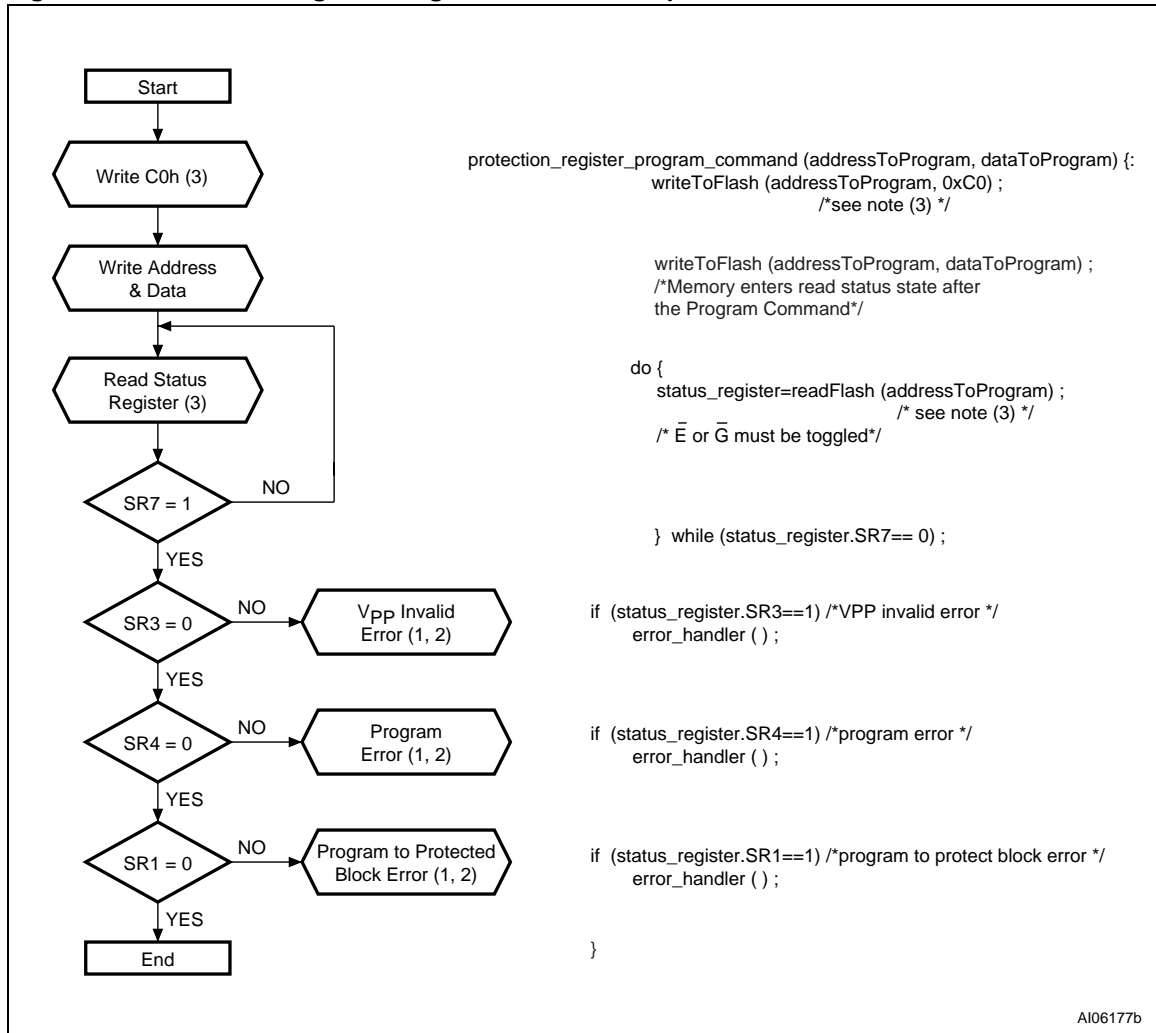 Start
Write C0h (3)
Write Address
& Data
Read Status
Register (3)
SR7 = 1
NO
YES
SR3 = 0
NO
VPP Invalid
Error (1, 2)
YES
SR4 = 0
NO
Program
Error (1, 2)
YES
SR1 = 0
NO
Program to Protected
Block Error (1, 2)
YES
End
protection_register_program_command (addressToProgram, dataToProgram) {:
writeToFlash (addressToProgram, 0xC0) ;
/*see note (3) */
writeToFlash (addressToProgram, dataToProgram) ;
/*Memory enters read status state after
the Program Command*/
do {
status_register=readFlash (addressToProgram) ;
/* see note (3) */
/* E̅ or G̅ must be toggled*/
} while (status_register.SR7== 0) ;
if (status_register.SR3==1) /*VPP invalid error */
error_handler ( ) ;
if (status_register.SR4==1) /*program error */
error_handler ( ) ;
if (status_register.SR1==1) /*program to protect block error */
error_handler ( ) ;
}
AI06177b